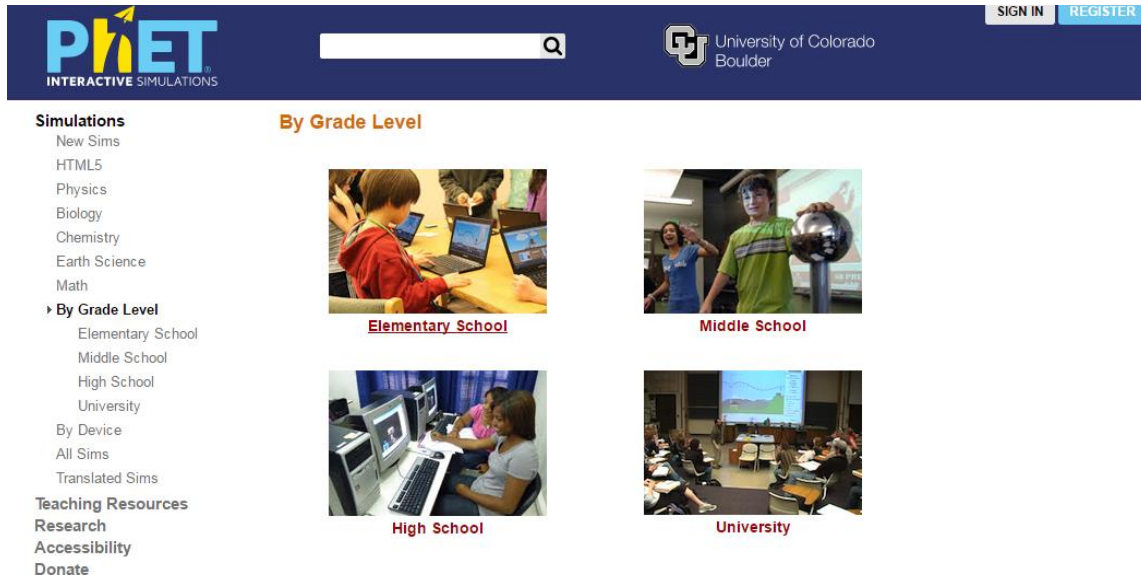 SIGN IN
REGISTER
PhET
INTERACTIVE SIMULATIONS
CU
University of Colorado
Boulder
Simulations
New Sims
HTML5
Physics
Biology
Chemistry
Earth Science
Math
By Grade Level
Elementary School
Middle School
High School
University
By Device
All Sims
Translated Sims
Teaching Resources
Research
Accessibility
Donate
By Grade Level
Elementary School
Middle School
High School
University